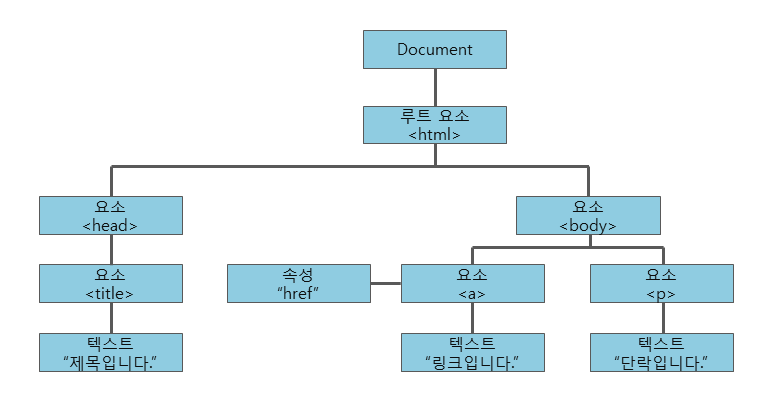 Document
루트 요소
<html>
요소
<head>
요소
<body>
요소
<title>
속성
“href”
요소
<a>
요소
<p>
텍스트
“제목입니다.”
텍스트
“링크입니다.”
텍스트
“단락입니다.”